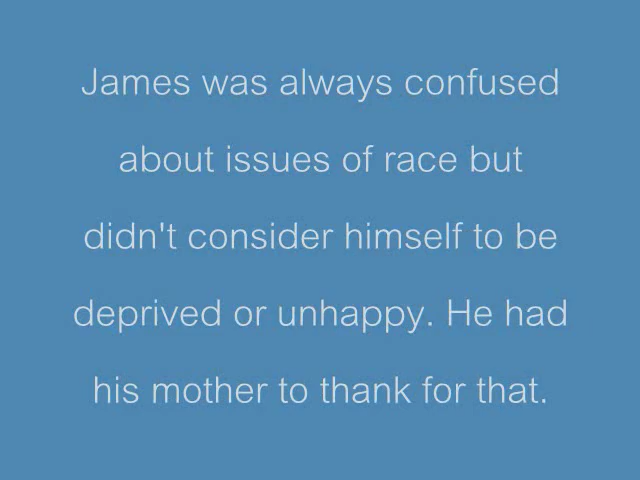 James was always confused
about issues of race but
didn't consider himself to be
deprived or unhappy. He had
his mother to thank for that.